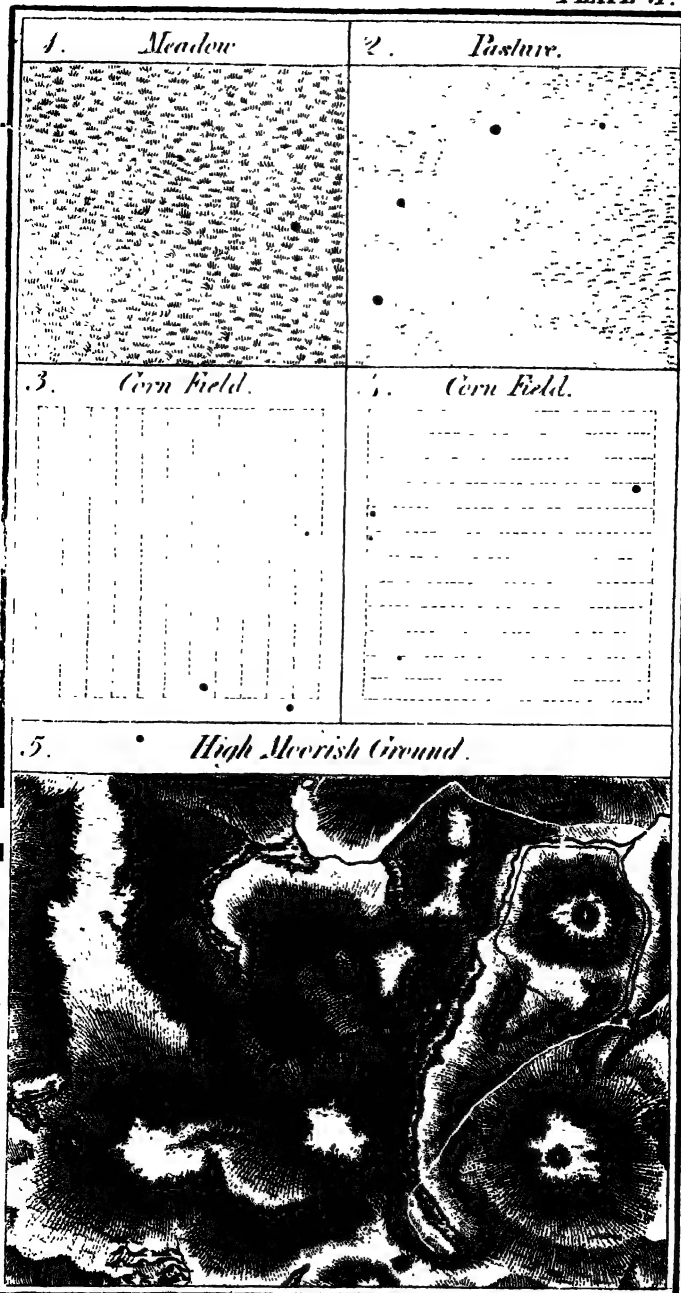 1. Meadow
2. Pasture.
3. Corn Field.
Corn Field.
5. High Moorish Ground.